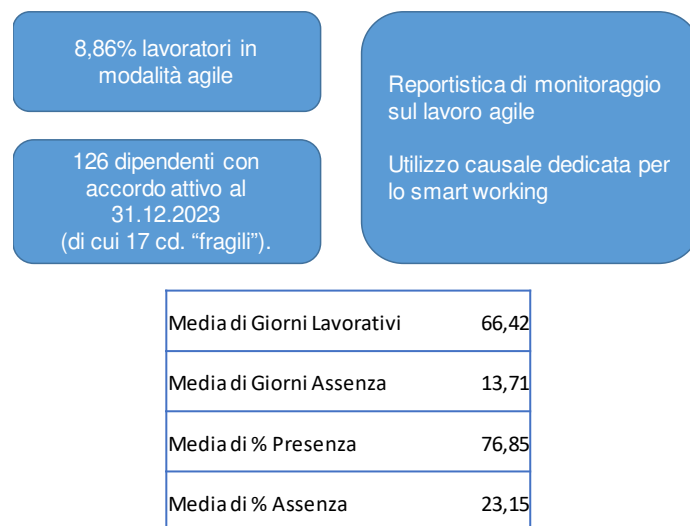 8,86% lavoratori in
modalità agile
126 dipendenti con
accordo attivo al
31.12.2023
(di cui 17 cd. “fragili”).
Reportistica di monitoraggio
sul lavoro agile
Utilizzo causale dedicata per
lo smart working
Media di Giorni Lavorativi 66,42
Media di Giorni Assenza 13,71
Media di % Presenza 76,85
Media di % Assenza 23,15